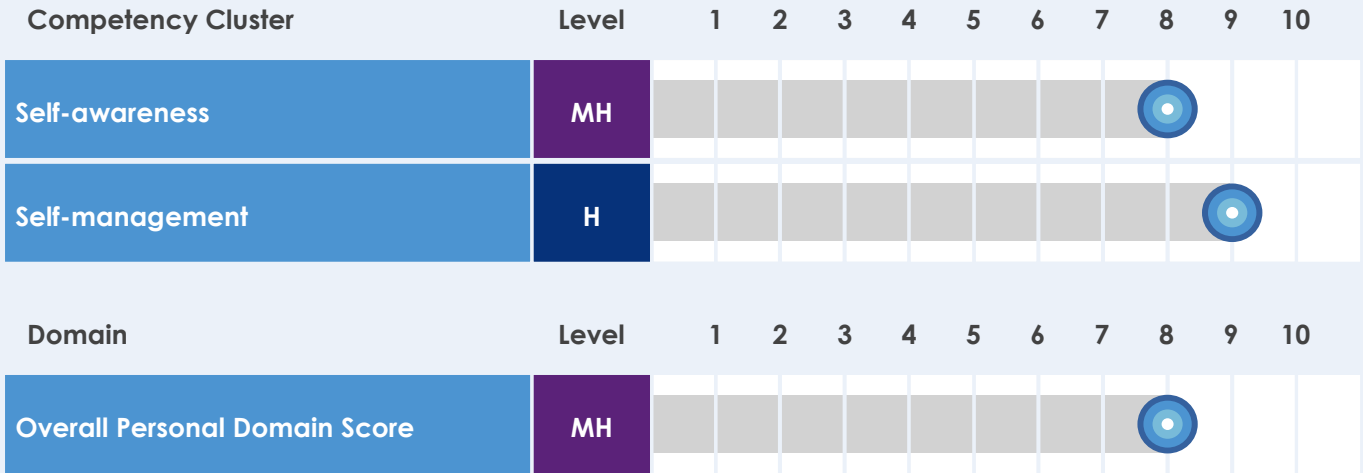 Competency Cluster Level 1 2 3 4 5 6 7 8 9 10
Self-awareness MH
Self-management H
Domain Level 1 2 3 4 5 6 7 8 9 10
Overall Personal Domain Score MH